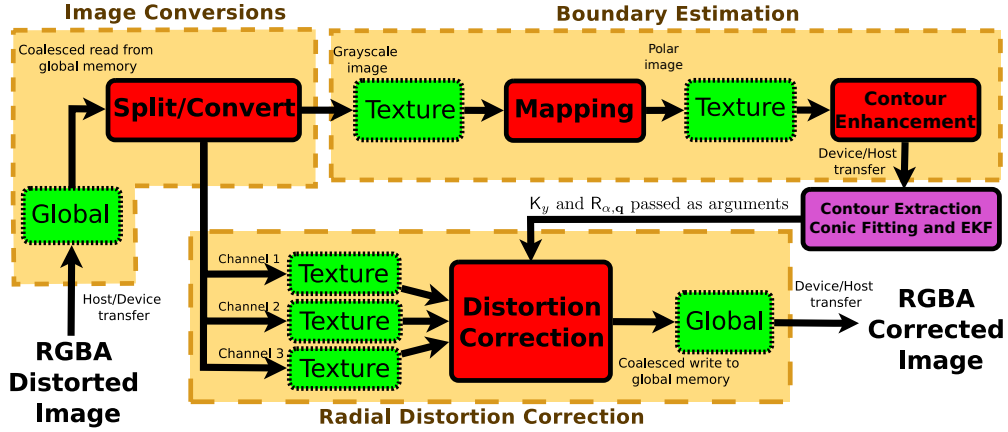 Image Conversions
Boundary Estimation
Coalesced read from
global memory
Split/Convert
Global
Grayscale
image
Texture
Mapping
Polar
image
Texture
Contour
Enhancement
Device/Host
transfer
Contour Extraction
Conic Fitting and EKF
K_y and R_{α,q} passed as arguments
Host/Device
transfer
RGBA
Distorted
Image
Channel 1
Texture
Channel 2
Texture
Channel 3
Texture
Distortion
Correction
Global
Coalesced write to
global memory
Device/Host
transfer
RGBA
Corrected
Image
Radial Distortion Correction